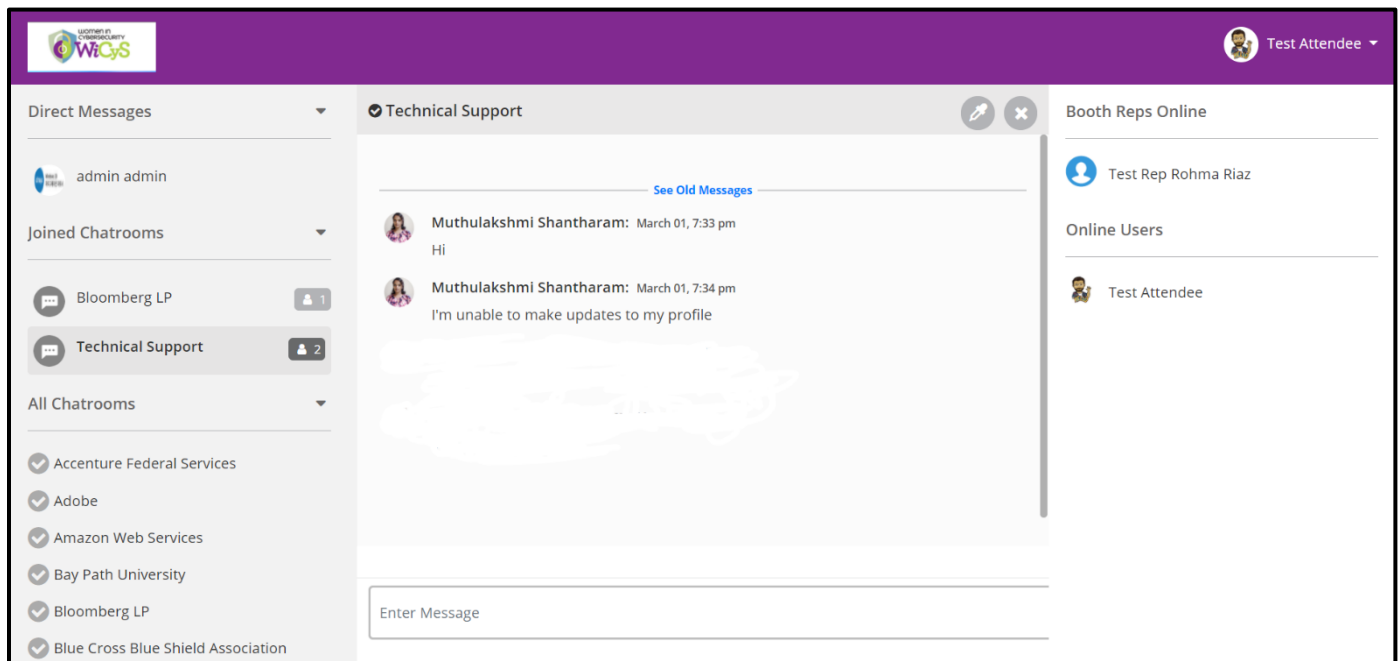 women in
CYBERSECURITY
WiCyS
Test Attendee
Direct Messages
admin admin
Joined Chatrooms
Bloomberg LP
1
Technical Support
2
All Chatrooms
Accenture Federal Services
Adobe
Amazon Web Services
Bay Path University
Bloomberg LP
Blue Cross Blue Shield Association
Technical Support
See Old Messages
Muthulakshmi Shantharam: March 01, 7:33 pm
Hi
Muthulakshmi Shantharam: March 01, 7:34 pm
I'm unable to make updates to my profile
Enter Message
Booth Reps Online
Test Rep Rohma Riaz
Online Users
Test Attendee